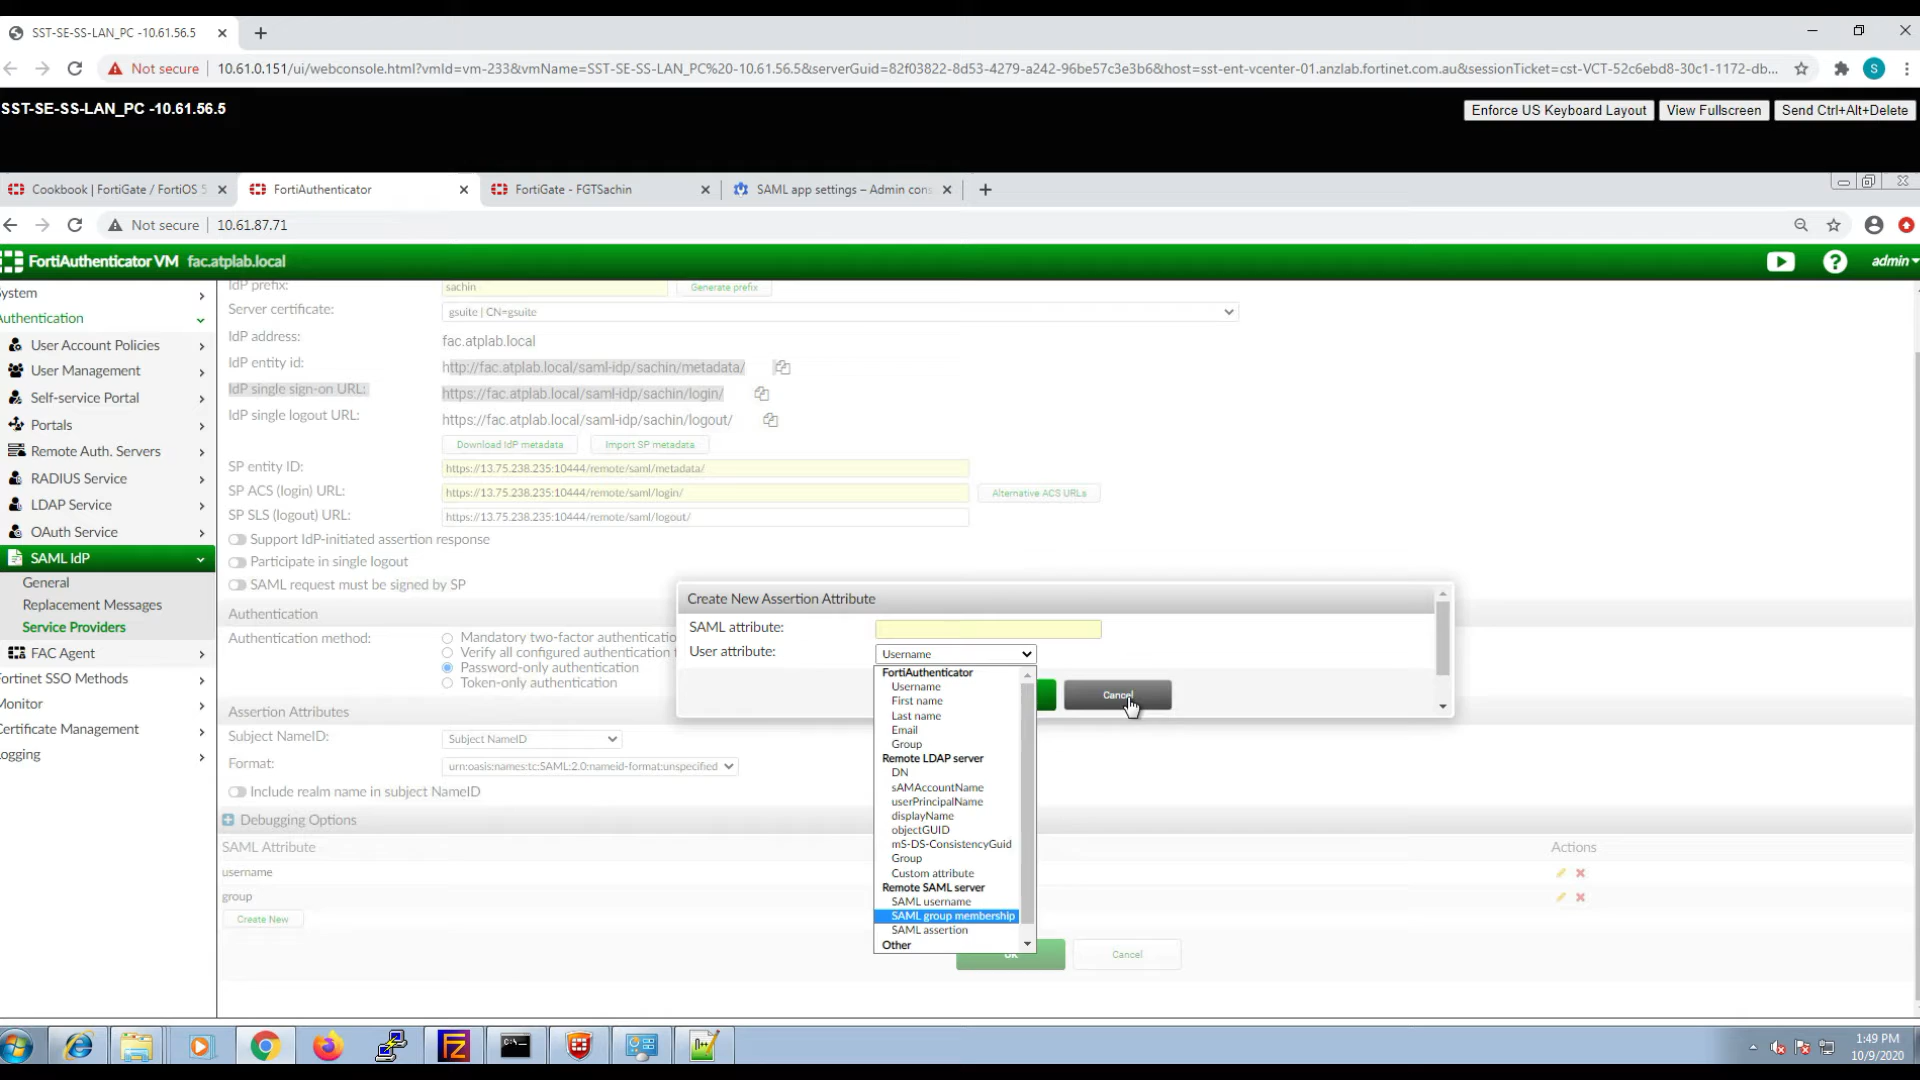 SST-SE-SS-LAN_PC -10.61.56.5
Not secure 10.61.0.151/ui/webconsole.html?vmId=vm-233&vmName=SST-SE-SS-LAN_PC%20-10.61.56.5&serverGuid=82f03822-8d53-4279-a242-96be57c3e3b6&host=sst-ent-vcenter-01.anzlab.fortinet.com.au&sessionTicket=cst-VCT-52c6ebd8-30c1-1172-db... S
SST-SE-SS-LAN_PC -10.61.56.5
Enforce US Keyboard Layout View Fullscreen Send Ctrl+Alt+Delete
Cookbook | FortiGate / FortiOS 5 FortiAuthenticator FortiGate - FGTSachin SAML app settings – Admin cons
Not secure 10.61.87.71
FortiAuthenticator VM fac.atplab.local admin
System
Authentication
User Account Policies
User Management
Self-service Portal
Portals
Remote Auth. Servers
RADIUS Service
LDAP Service
OAuth Service
SAML IdP
General
Replacement Messages
Service Providers
FAC Agent
Fortinet SSO Methods
Monitor
Certificate Management
Logging
IdP prefix: sachin Generate prefix
Server certificate: gsuite | CN=gsuite
IdP address: fac.atplab.local
IdP entity id: http://fac.atplab.local/saml-idp/sachin/metadata/
IdP single sign-on URL: https://fac.atplab.local/saml-idp/sachin/login/
IdP single logout URL: https://fac.atplab.local/saml-idp/sachin/logout/
Download IdP metadata Import SP metadata
SP entity ID: https://13.75.238.235:10444/remote/saml/metadata/
SP ACS (login) URL: https://13.75.238.235:10444/remote/saml/login/ Alternative ACS URLs
SP SLS (logout) URL: https://13.75.238.235:10444/remote/saml/logout/
Support IdP-initiated assertion response
Participate in single logout
SAML request must be signed by SP
Authentication
Authentication method: Mandatory two-factor authenticatio
Verify all configured authentication f
Password-only authentication
Token-only authentication
Assertion Attributes
Subject NameID: Subject NameID
Format: urn:oasis:names:tc:SAML:2.0:nameid-format:unspecified
Include realm name in subject NameID
Debugging Options
SAML Attribute Actions
username
group
Create New
OK Cancel
Create New Assertion Attribute
SAML attribute:
User attribute: Username
Cancel
FortiAuthenticator
Username
First name
Last name
Email
Group
Remote LDAP server
DN
sAMAccountName
userPrincipalName
displayName
objectGUID
mS-DS-ConsistencyGuid
Group
Custom attribute
Remote SAML server
SAML username
SAML group membership
SAML assertion
Other
1:49 PM
10/9/2020